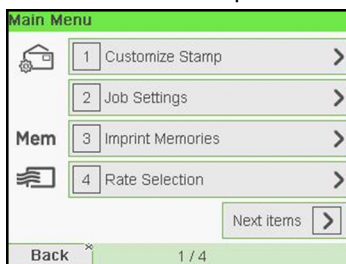 Main Menu
1 Customize Stamp >
2 Job Settings >
Mem 3 Imprint Memories >
4 Rate Selection >
Next items >
Back × 1 / 4